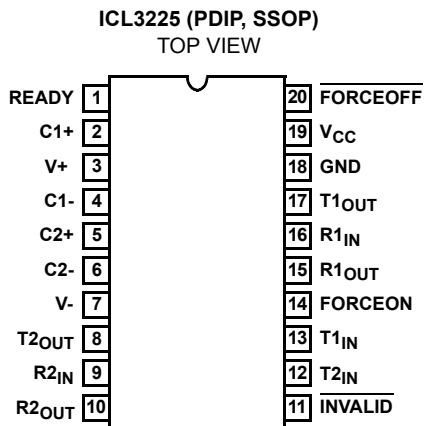 ICL3225 (PDIP, SSOP)
TOP VIEW
READY 1 20 FORCEOFF
C1+ 2 19 VCC
V+ 3 18 GND
C1- 4 17 T1OUT
C2+ 5 16 R1IN
C2- 6 15 R1OUT
V- 7 14 FORCEON
T2OUT 8 13 T1IN
R2IN 9 12 T2IN
R2OUT 10 11 INVALID